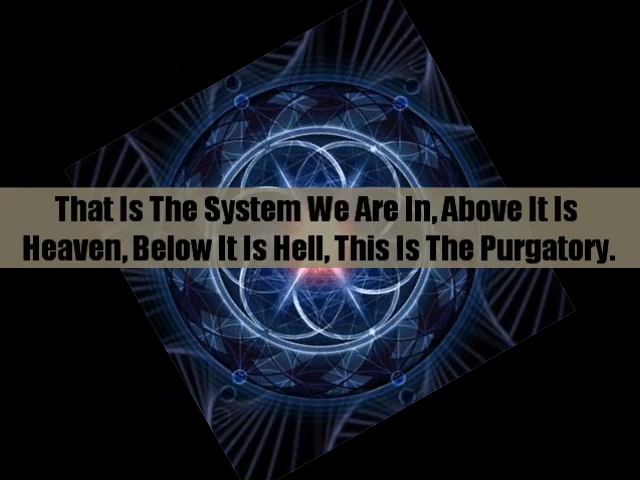 That Is The System We Are In, Above It Is
Heaven, Below It Is Hell, This Is The Purgatory.